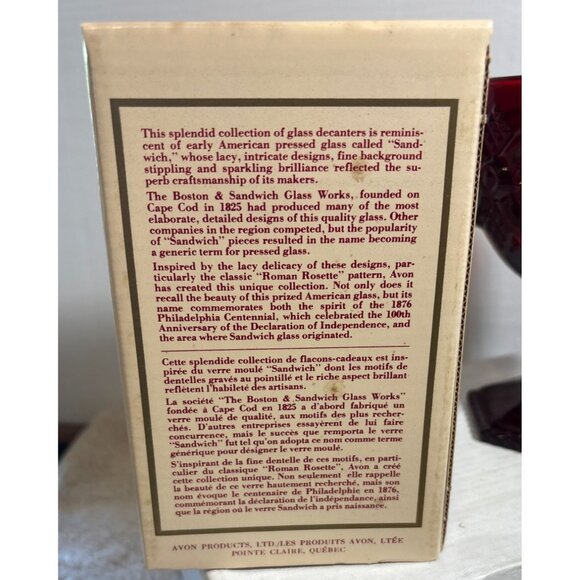 This splendid collection of glass decanters is reminis-
cent of early American pressed glass called "Sand-
wich," whose lacy, intricate designs, fine background
stippling and sparkling brilliance reflected the su-
perb craftsmanship of its makers.
The Boston & Sandwich Glass Works, founded on
Cape Cod in 1825 had produced many of the most
elaborate, detailed designs of this quality glass. Other
companies in the region competed, but the popularity
of "Sandwich" pieces resulted in the name becoming
a generic term for pressed glass.
Inspired by the lacy delicacy of these designs, par-
ticularly the classic "Roman Rosette" pattern, Avon
has created this unique collection. Not only does it
recall the beauty of this prized American glass, but its
name commemorates both the spirit of the 1876
Philadelphia Centennial, which celebrated the 100th
Anniversary of the Declaration of Independence, and
the area where Sandwich glass originated.
Cette splendide collection de flacons-cadeaux est ins-
pirée du verre moulé "Sandwich" dont les motifs de
dentelles gravés au pointillé et le riche aspect brillant
reflètent l'habileté des artisans.
La société "The Boston & Sandwich Glass Works"
fondée à Cape Cod en 1825 a d'abord fabriqué un
verre moulé de qualité, aux motifs des plus recher-
chés. D'autres entreprises essayèrent de lui faire
concurrence, mais le succès que remporta le verre
"Sandwich" fut tel qu'on adopta ce nom comme terme
générique pour désigner le verre moulé.
S'inspirant de la fine dentelle de ces motifs, en parti-
culier du classique "Roman Rosette", Avon a créé
cette collection unique. Non seulement elle rappelle
la beauté de ce verre hautement recherché, mais son
nom évoque le centenaire de Philadelphie en 1876,
commémorant la déclaration de l'indépendance, ainsi
que la région où le verre Sandwich a pris naissance.
AVON PRODUCTS, LTD./LES PRODUITS AVON, LTÉE
POINTE CLAIRE, QUÉBEC